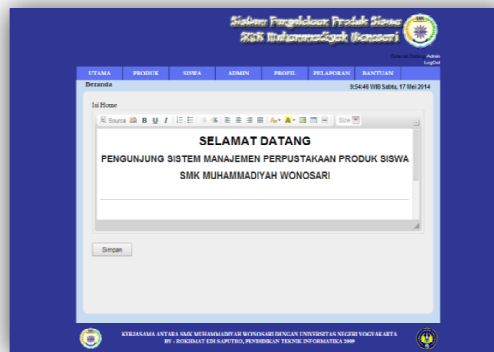 Sistem Pengelolaan Produk Siswa
SMK Muhammadiyah Wonosari
Admin
LogOut
UTAMA PRODUK SISWA ADMIN PROFIL PELAPORAN BANTUAN
Beranda
9:54:46 WIB Sabtu, 17 Mei 2014
Isi Home
Source B U I Size
SELAMAT DATANG
PENGUNJUNG SISTEM MANAJEMEN PERPUSTAKAAN PRODUK SISWA
SMK MUHAMMADIYAH WONOSARI
Simpan
KERJASAMA ANTARA SMK MUHAMMADIYAH WONOSARI DENGAN UNIVERSITAS NEGERI YOGYAKARTA
BY : ROKHMAT EDI SAPUTRO, PENDIDIKAN TEKNIK INFORMATIKA 2009